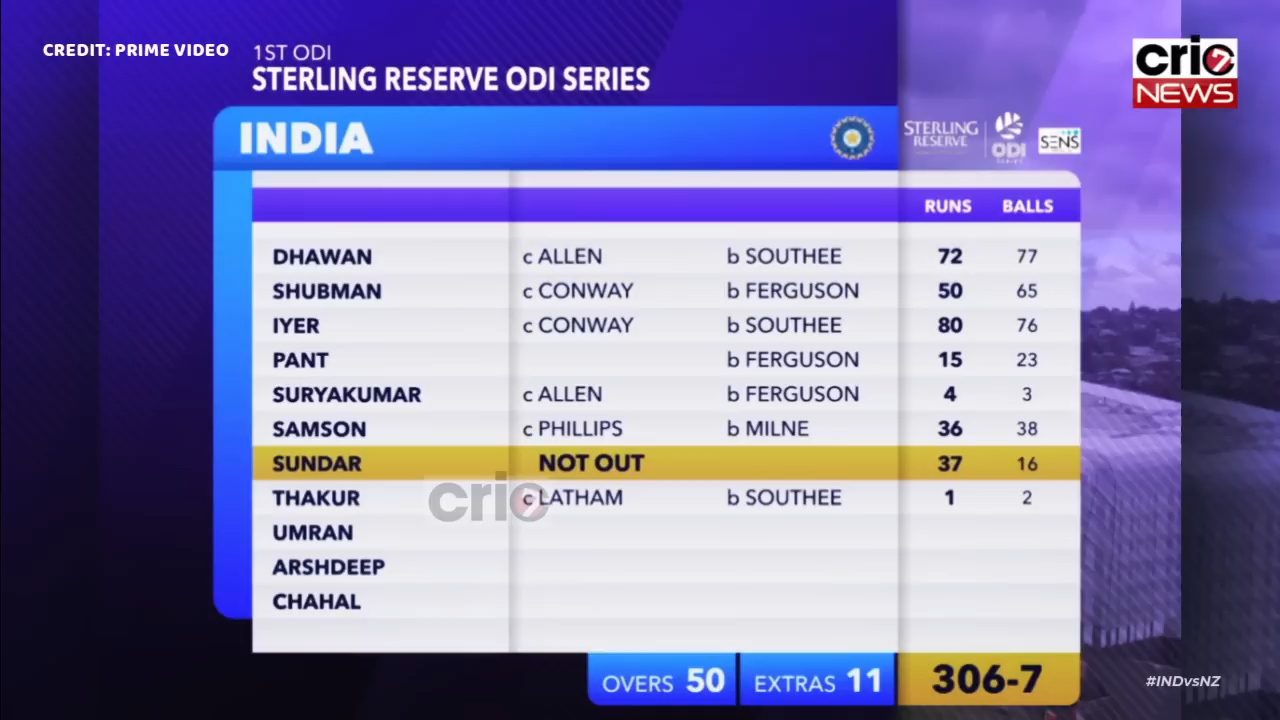 CREDIT: PRIME VIDEO
1ST ODI
STERLING RESERVE ODI SERIES
cric7
NEWS
INDIA
STERLING
RESERVE
ODI
SERIES
SENS
RUNS BALLS
DHAWAN c ALLEN b SOUTHEE 72 77
SHUBMAN c CONWAY b FERGUSON 50 65
IYER c CONWAY b SOUTHEE 80 76
PANT b FERGUSON 15 23
SURYAKUMAR c ALLEN b FERGUSON 4 3
SAMSON c PHILLIPS b MILNE 36 38
SUNDAR NOT OUT 37 16
THAKUR c LATHAM b SOUTHEE 1 2
cric7
UMRAN
ARSHDEEP
CHAHAL
OVERS 50 EXTRAS 11 306-7
#INDvsNZ